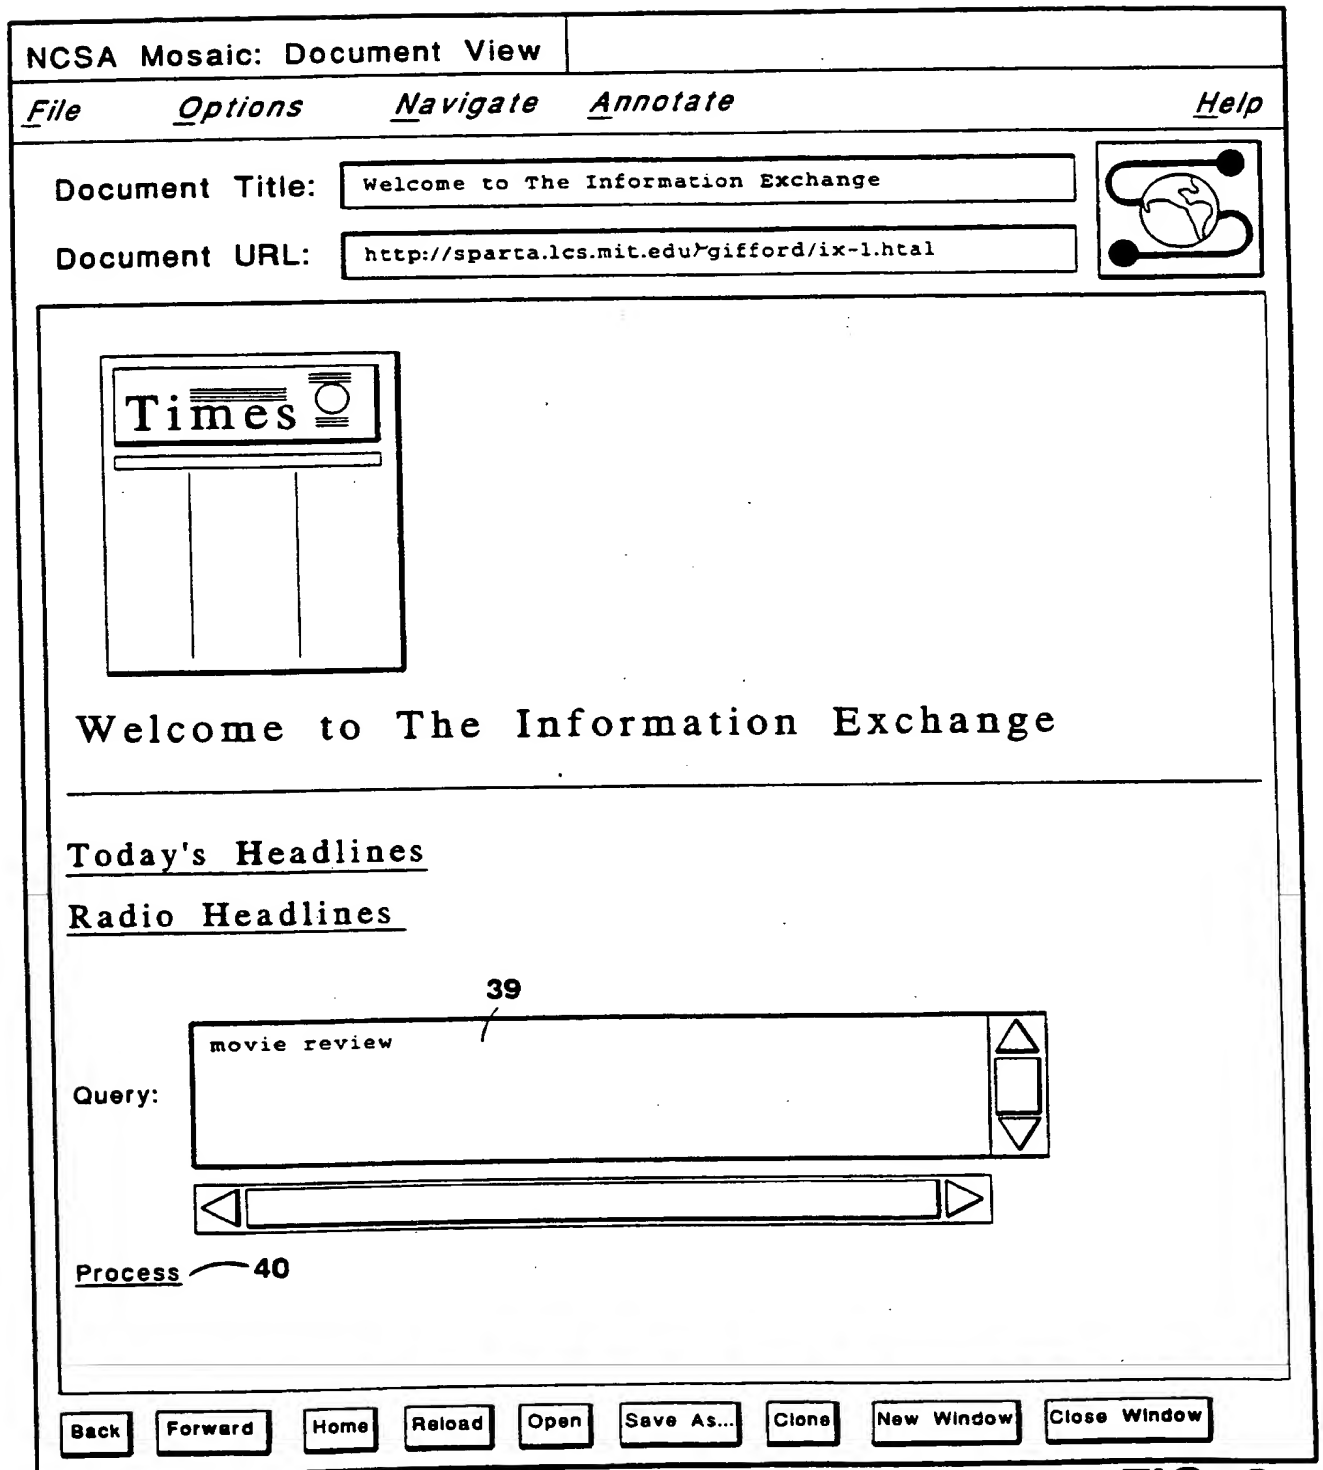 NCSA Mosaic: Document View
File Options Navigate Annotate Help
Document Title: Welcome to The Information Exchange
Document URL: http://sparta.lcs.mit.edu/~gifford/ix-1.htal
Times
Welcome to The Information Exchange
Today's Headlines
Radio Headlines
39
movie review
Query:
Process 40
Back Forward Home Reload Open Save As... Clone New Window Close Window